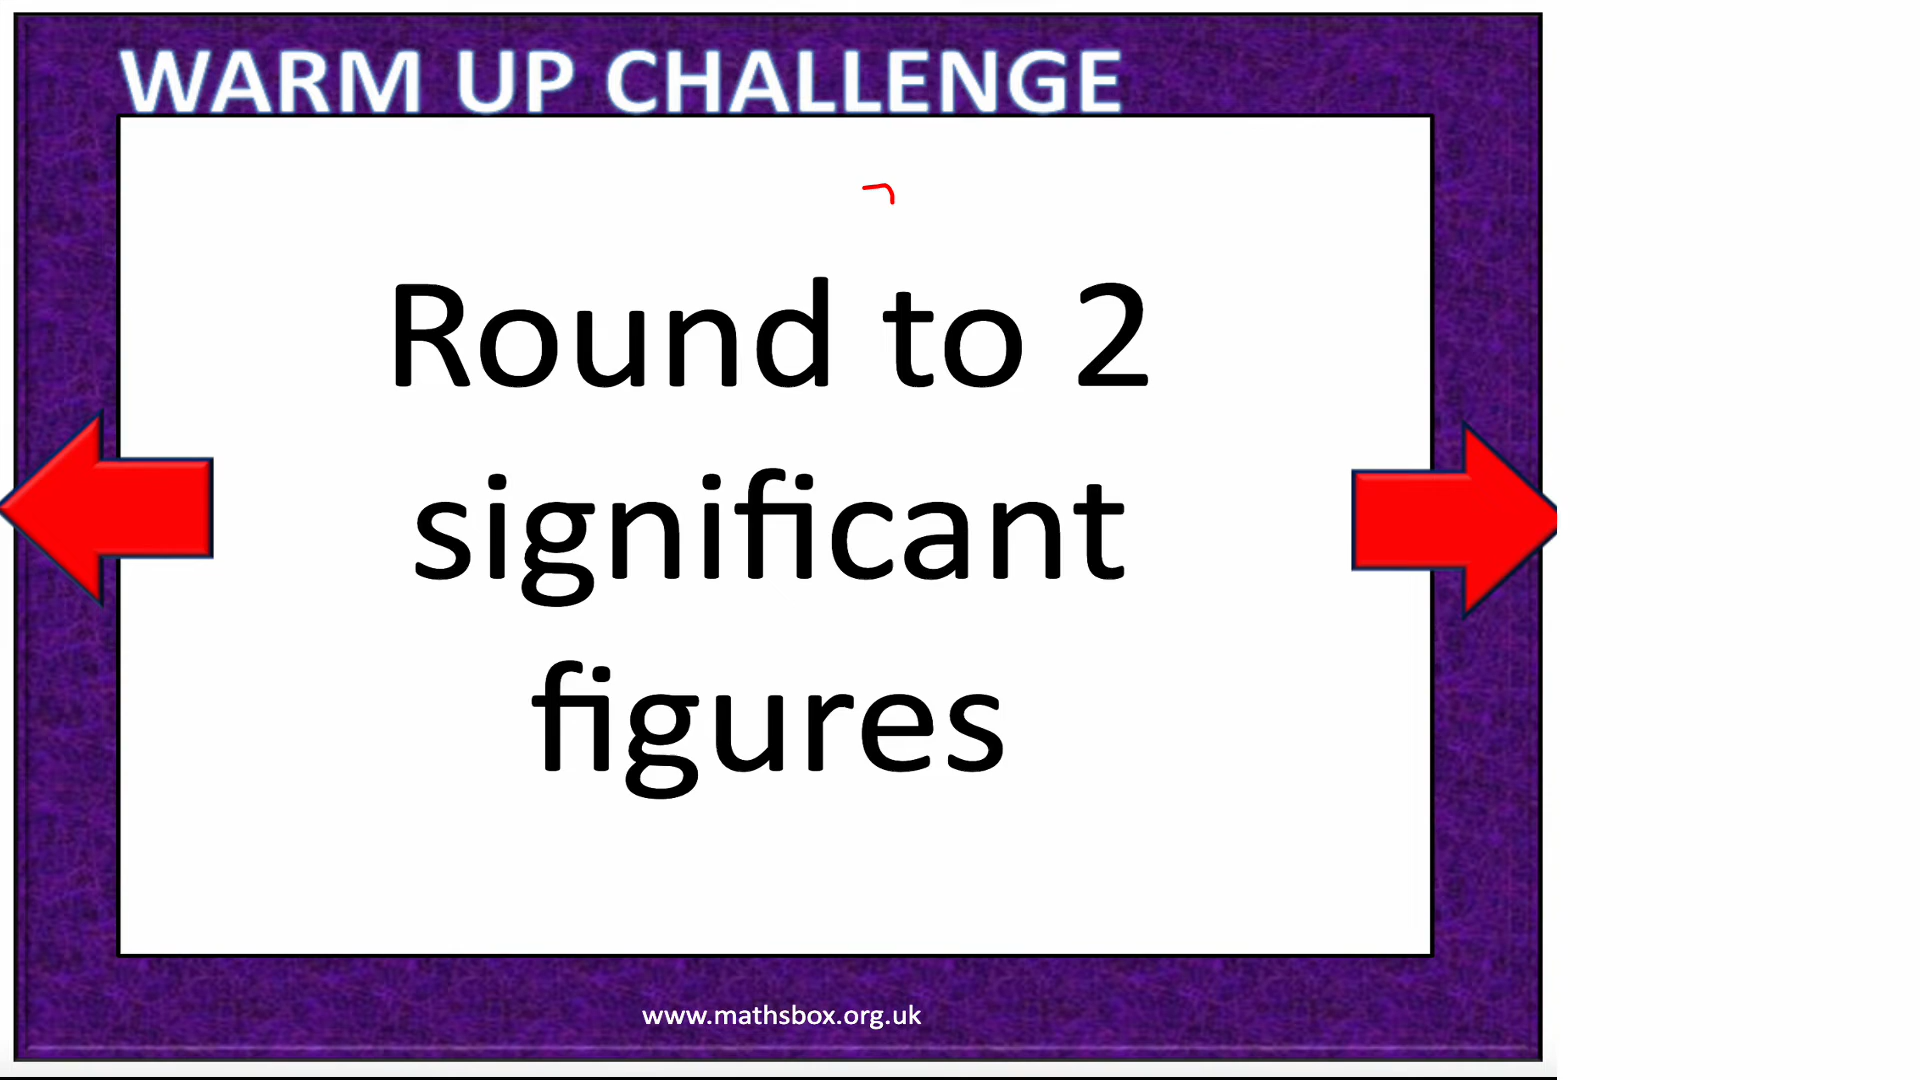 WARM UP CHALLENGE
Round to 2
significant
figures
www.mathsbox.org.uk